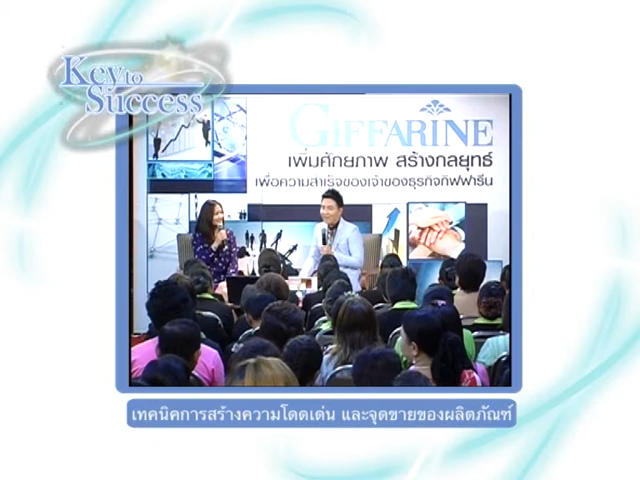 Key to
Success
GIFFARINE
เพิ่มศักยภาพ สร้างกลยุทธ์
เพื่อความสำเร็จของเจ้าของธุรกิจกิฟฟารีน
เทคนิคการสร้างความโดดเด่น และจุดขายของผลิตภัณฑ์